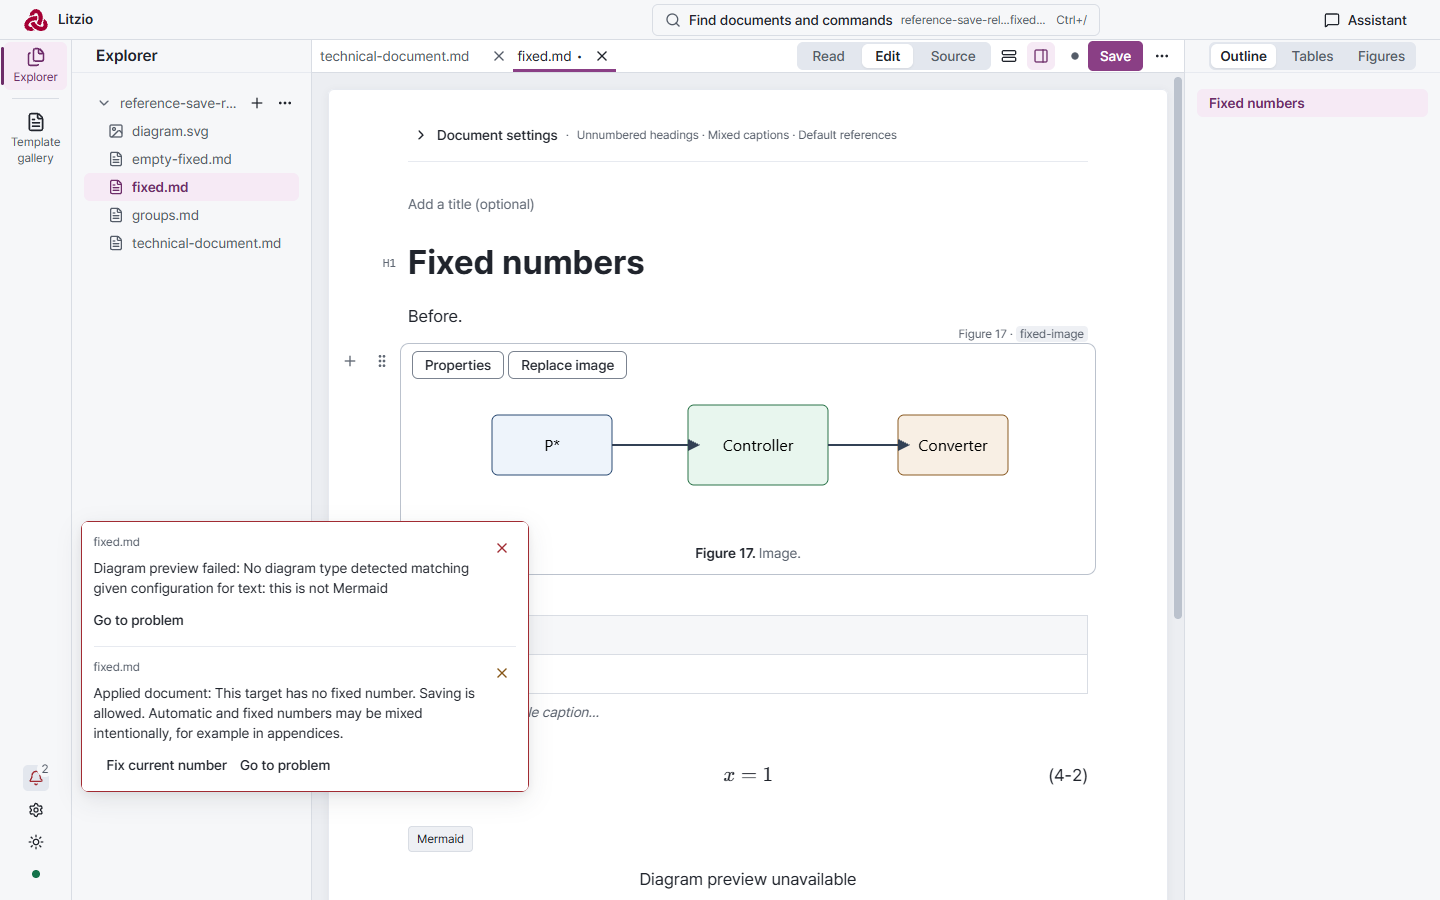 Litzio
Find documents and commands reference-save-rel...fixed... Ctrl+/
Assistant
Explorer
Template
gallery
2
Explorer
reference-save-r...
diagram.svg
empty-fixed.md
fixed.md
groups.md
technical-document.md
technical-document.md
fixed.md •
Read Edit Source
Save
Outline Tables Figures
Fixed numbers
Document settings · Unnumbered headings · Mixed captions · Default references
Add a title (optional)
H1 Fixed numbers
Before.
Figure 17 · fixed-image
Properties Replace image
P* Controller Converter
Figure 17. Image.
le caption...
x = 1 (4-2)
Mermaid
Diagram preview unavailable
fixed.md
Diagram preview failed: No diagram type detected matching
given configuration for text: this is not Mermaid
Go to problem
fixed.md
Applied document: This target has no fixed number. Saving is
allowed. Automatic and fixed numbers may be mixed
intentionally, for example in appendices.
Fix current number Go to problem